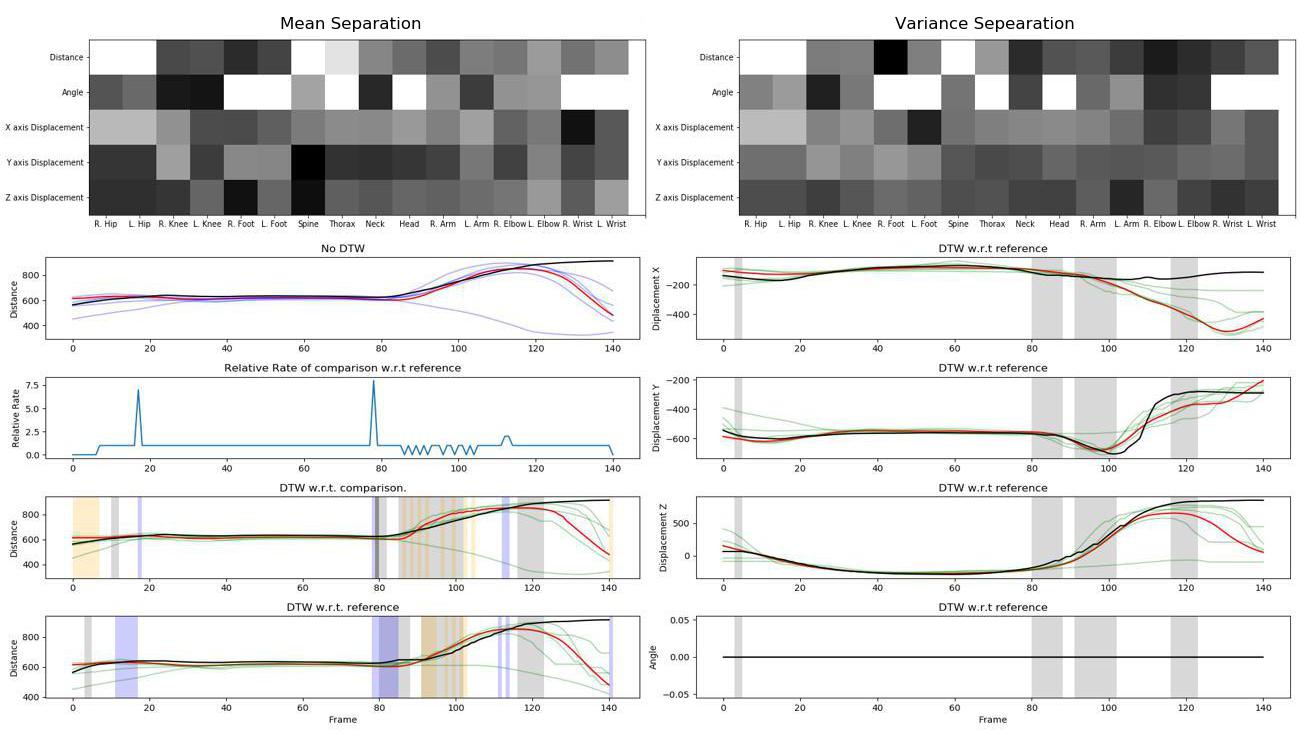 Mean Separation
Distance
Angle
X axis Displacement
Y axis Displacement
Z axis Displacement
R. Hip L. Hip R. Knee L. Knee R. Foot L. Foot Spine Thorax Neck Head R. Arm L. Arm R. Elbow L. Elbow R. Wrist L. Wrist
Variance Sepearation
Distance
Angle
X axis Displacement
Y axis Displacement
Z axis Displacement
R. Hip L. Hip R. Knee L. Knee R. Foot L. Foot Spine Thorax Neck Head R. Arm L. Arm R. Elbow L. Elbow R. Wrist L. Wrist
No DTW
Distance
800
600
400
0 20 40 60 80 100 120 140
Relative Rate of comparison w.r.t reference
Relative Rate
7.5
5.0
2.5
0.0
0 20 40 60 80 100 120 140
DTW w.r.t. comparison.
Distance
800
600
400
0 20 40 60 80 100 120 140
DTW w.r.t. reference
Distance
800
600
400
0 20 40 60 80 100 120 140
Frame
DTW w.r.t reference
Diplacement X
−200
−400
0 20 40 60 80 100 120 140
DTW w.r.t reference
Displacement Y
−200
−400
−600
0 20 40 60 80 100 120 140
DTW w.r.t reference
Displacement Z
500
0
0 20 40 60 80 100 120 140
DTW w.r.t reference
Angle
0.05
0.00
−0.05
0 20 40 60 80 100 120 140
Frame